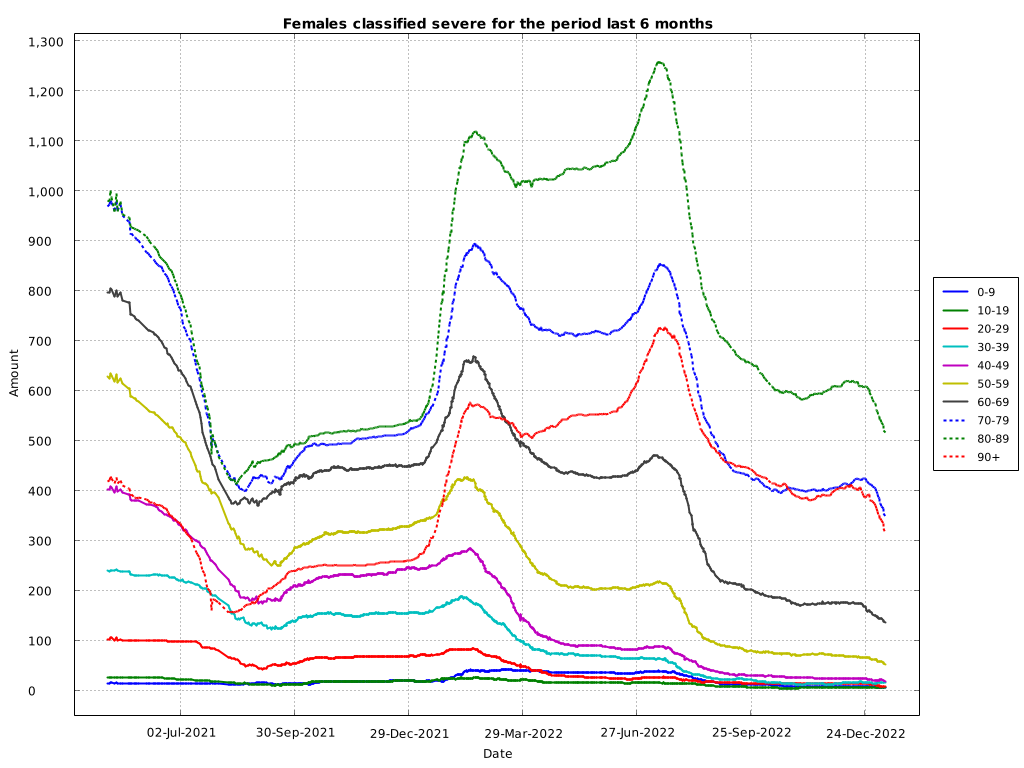 Females classified severe for the period last 6 months
1,300
1,200
1,100
1,000
900
800
700
600
500
400
300
200
100
0
Amount
02-Jul-2021
30-Sep-2021
29-Dec-2021
29-Mar-2022
27-Jun-2022
25-Sep-2022
24-Dec-2022
Date
0-9
10-19
20-29
30-39
40-49
50-59
60-69
70-79
80-89
90+